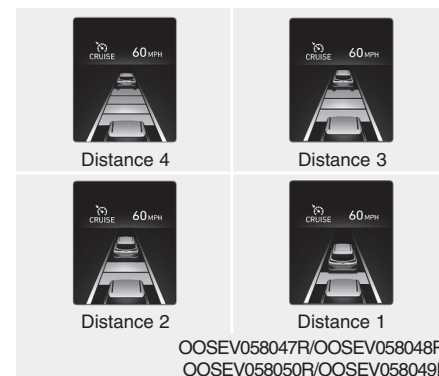 CRUISE 60 MPH
CRUISE 60 MPH
Distance 4
Distance 3
CRUISE 60 MPH
CRUISE 60 MPH
Distance 2
Distance 1
OOSEV058047R/OOSEV058048R
OOSEV058050R/OOSEV058049